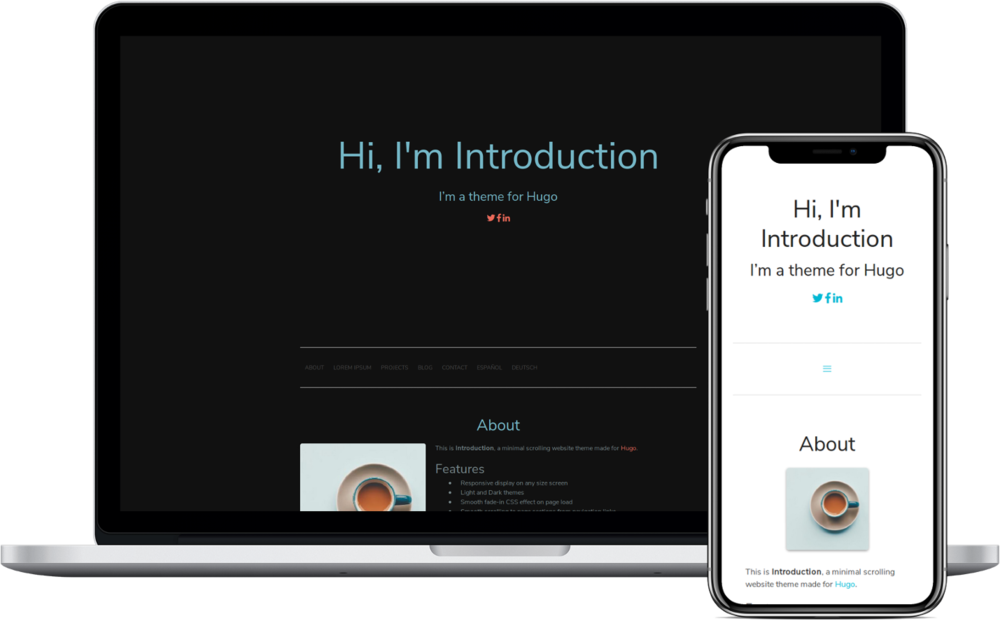 Hi, I'm Introduction
I'm a theme for Hugo
ABOUT LOREM IPSUM PROJECTS BLOG CONTACT ESPAÑOL DEUTSCH
About
This is Introduction, a minimal scrolling website theme made for Hugo.
Features
Responsive display on any size screen
Light and Dark themes
Smooth fade-in CSS effect on page load
Hi, I'm
Introduction
I'm a theme for Hugo
About
This is Introduction, a minimal scrolling
website theme made for Hugo.